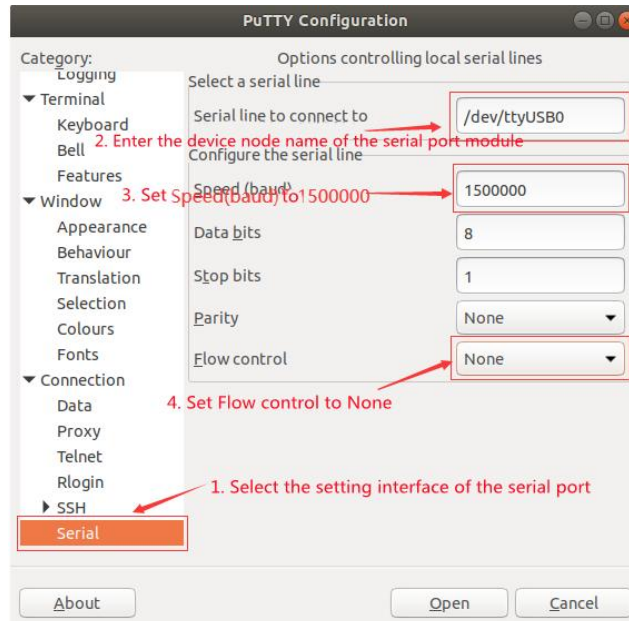 PuTTY Configuration
Category:
Options controlling local serial lines
Logging
Terminal
Keyboard
Bell
Features
Window
Appearance
Behaviour
Translation
Selection
Colours
Fonts
Connection
Data
Proxy
Telnet
Rlogin
SSH
Serial
Select a serial line
Serial line to connect to
/dev/ttyUSB0
2. Enter the device node name of the serial port module
Configure the serial line
Speed (baud)
1500000
3. Set Speed(baud) to1500000
Data bits
8
Stop bits
1
Parity
None
Flow control
None
4. Set Flow control to None
1. Select the setting interface of the serial port
About
Open
Cancel